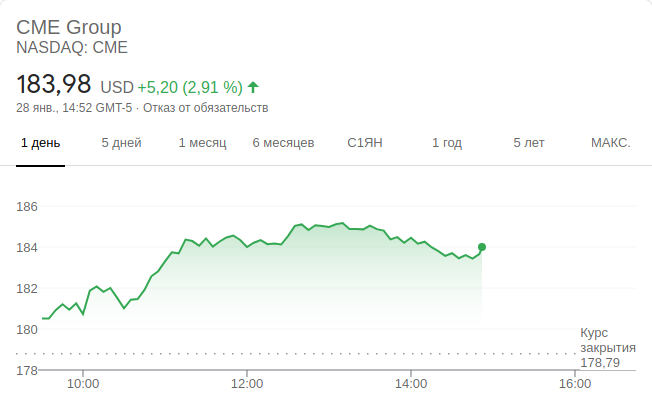 CME Group
NASDAQ: CME
183,98 USD +5,20 (2,91 %)
28 янв., 14:52 GMT-5 · Отказ от обязательств
1 день 5 дней 1 месяц 6 месяцев С1ЯН 1 год 5 лет МАКС.
186
184
182
180
178
Курс
закрытия
178,79
10:00 12:00 14:00 16:00